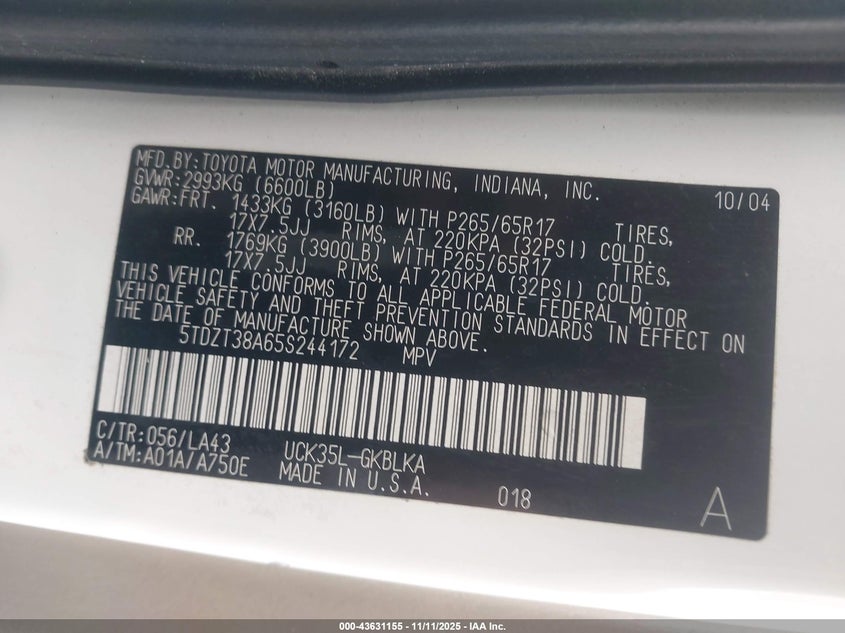 MFD.BY:TOYOTA MOTOR MANUFACTURING, INDIANA, INC. 10/04
GVWR:2993KG (6600LB)
GAWR:FRT. 1433KG (3160LB) WITH P265/65R17 TIRES,
17X7.5JJ RIMS, AT 220KPA (32PSI) COLD.
RR. 1769KG (3900LB) WITH P265/65R17 TIRES,
17X7.5JJ RIMS, AT 220KPA (32PSI) COLD.
THIS VEHICLE CONFORMS TO ALL APPLICABLE FEDERAL MOTOR
VEHICLE SAFETY AND THEFT PREVENTION STANDARDS IN EFFECT ON
THE DATE OF MANUFACTURE SHOWN ABOVE.
5TDZT38A65S244172 MPV
C/TR:056/LA43 UCK35L-GKBLKA
A/TM:A01A/A750E MADE IN U.S.A. 018 A
000-43631155 - 11/11/2025 - IAA Inc.